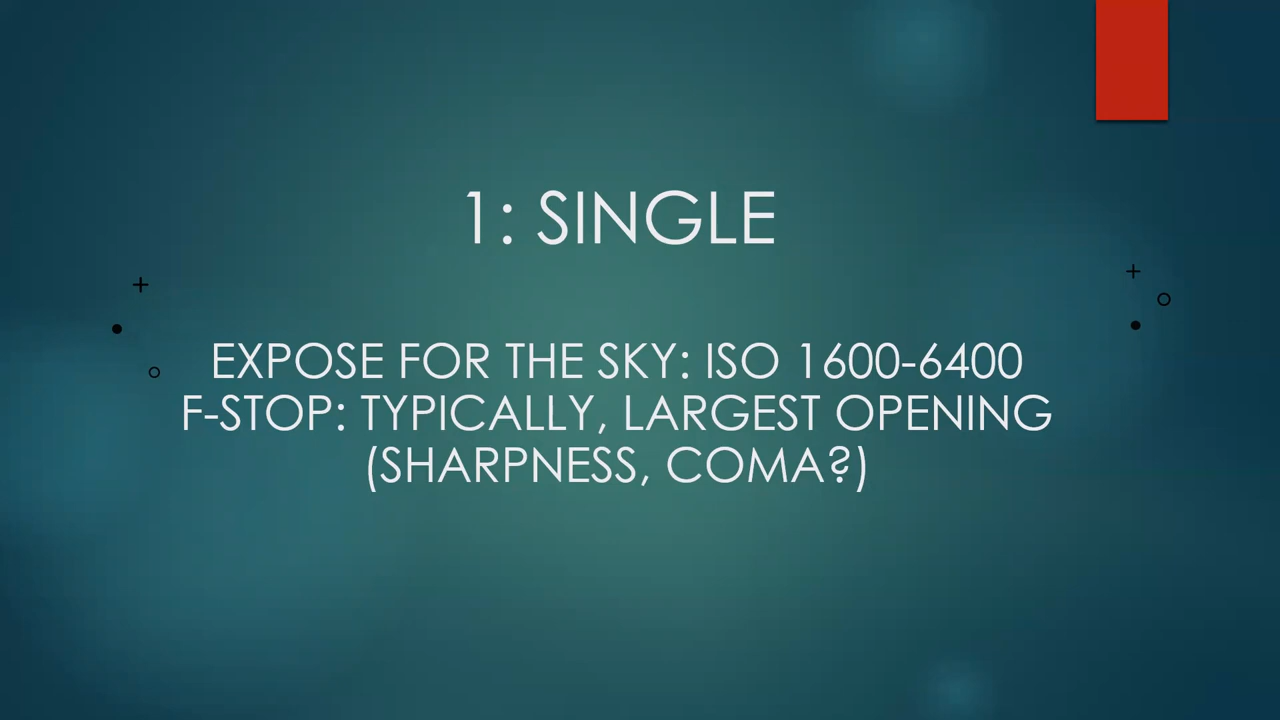 1: SINGLE
EXPOSE FOR THE SKY: ISO 1600-6400
F-STOP: TYPICALLY, LARGEST OPENING
(SHARPNESS, COMA?)